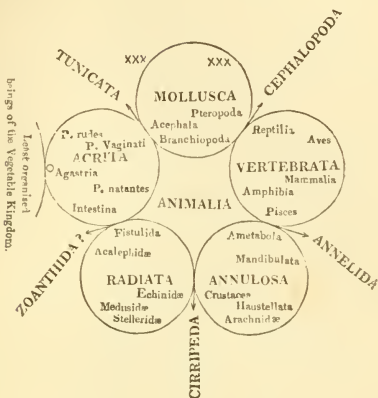 XXX
XXX
TUNICATA
CEPHALOPODA
MOLLUSCA
Pteropoda
Acephala
Branchiopoda
P. rudes
P. Vaginati
ACRITA
Agastria
P. natantes
Intestina
Least organised
beings of the Vegetable Kingdom.
Reptilia
Aves
VERTEBRATA
Mammalia
Amphibia
Pisces
ANIMALIA
ZOANTHIDA ?
ANNELIDA
Fistulida
Acalephidæ
RADIATA
Echinidæ
Medusidæ
Stelleridæ
Ametabola
Mandibulata
ANNULOSA
Crustacea
Haustellata
Arachnidæ
CIRRIPEDA